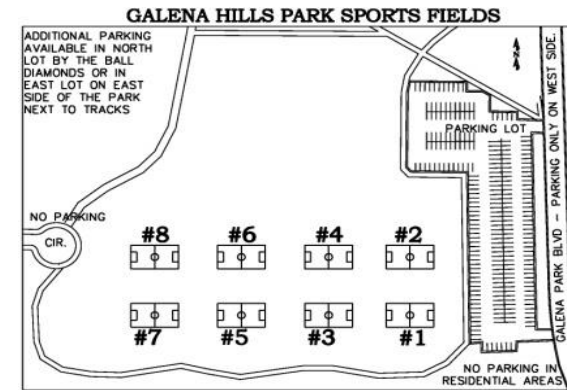 GALENA HILLS PARK SPORTS FIELDS
ADDITIONAL PARKING
AVAILABLE IN NORTH
LOT BY THE BALL
DIAMONDS OR IN
EAST LOT ON EAST
SIDE OF THE PARK
NEXT TO TRACKS
PARKING LOT
GALENA PARK BLVD - PARKING ONLY ON WEST SIDE.
NO PARKING
CIR.
#8 #6 #4 #2
#7 #5 #3 #1
NO PARKING IN
RESIDENTIAL AREAS